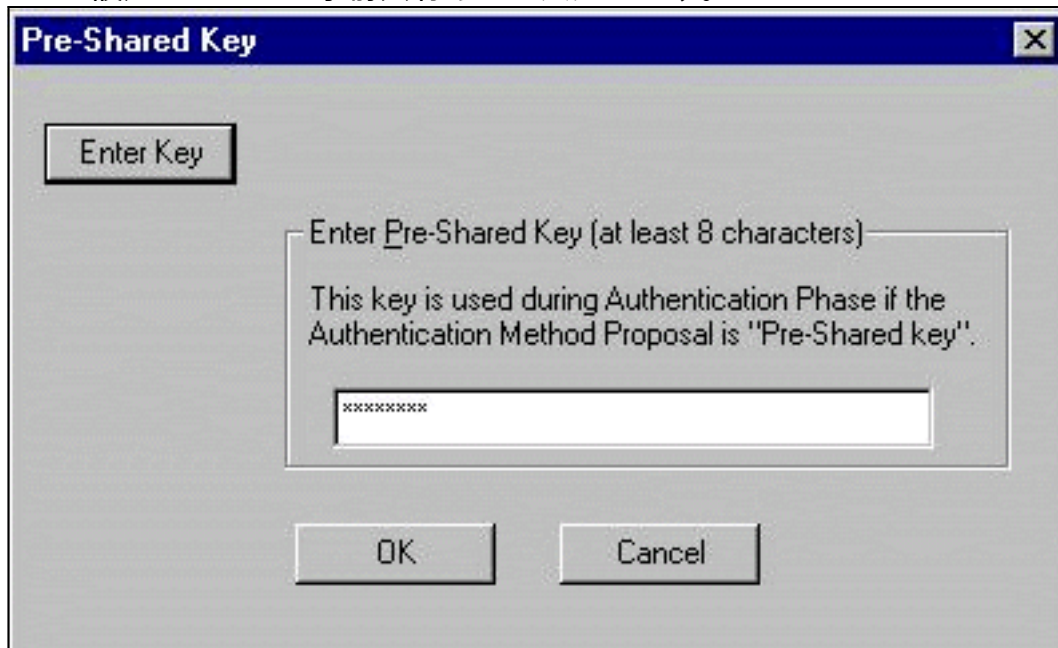 Pre-Shared Key
Enter Key
Enter Pre-Shared Key (at least 8 characters)
This key is used during Authentication Phase if the
Authentication Method Proposal is "Pre-Shared key".
xxxxxxxx
OK
Cancel